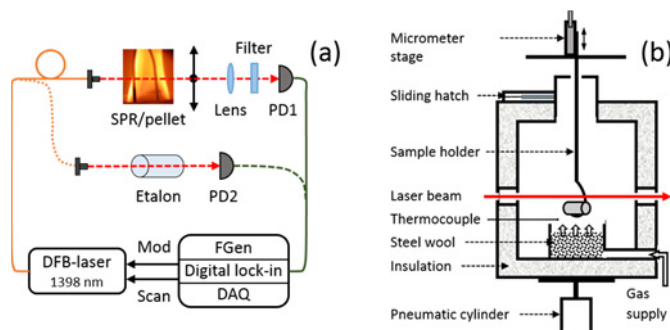 (a)
Filter
SPR/pellet
Lens
PD1
Etalon
PD2
DFB-laser
1398 nm
Mod
Scan
FGen
Digital lock-in
DAQ
(b)
Micrometer
stage
Sliding hatch
Sample holder
Laser beam
Thermocouple
Steel wool
Insulation
Pneumatic cylinder
Gas
supply